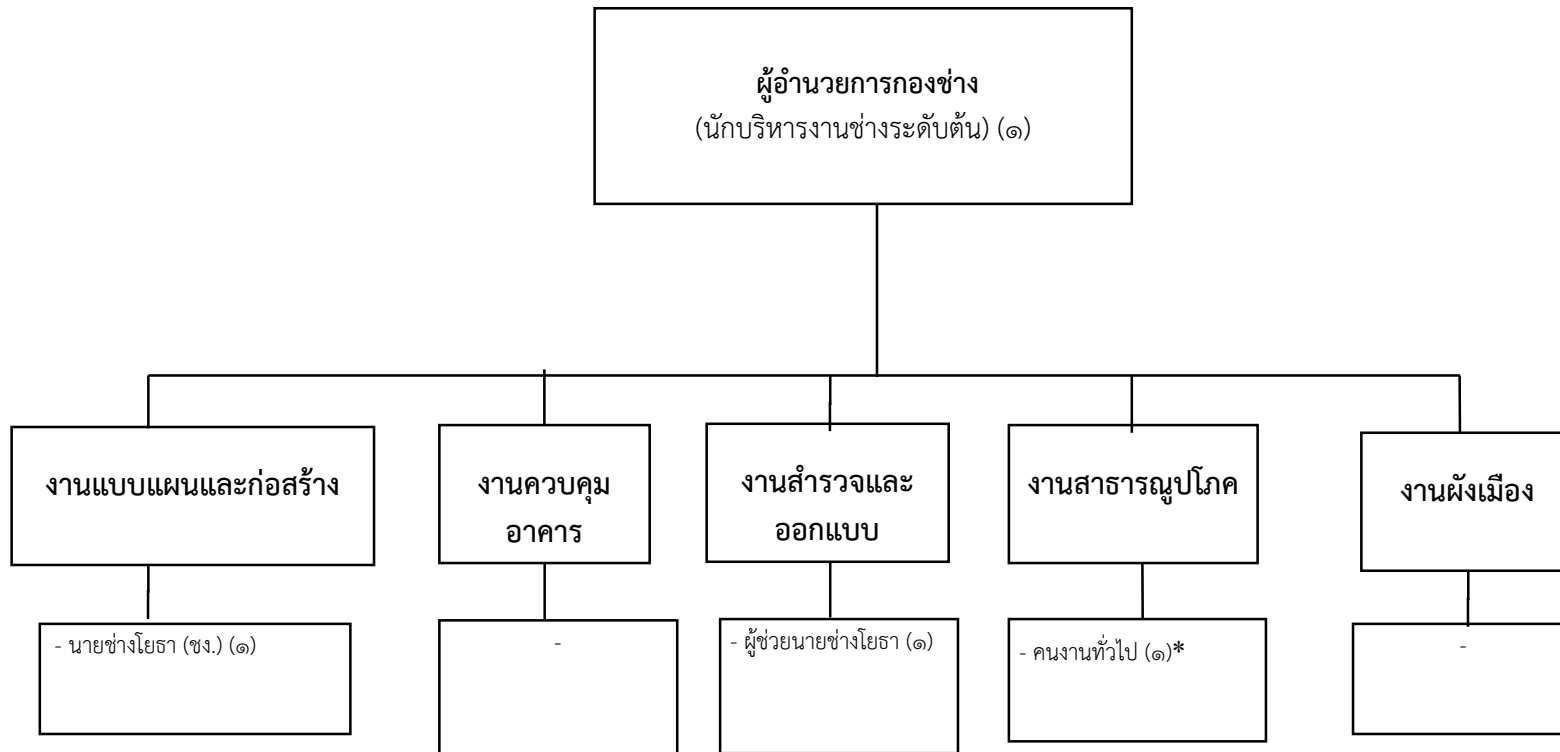 ผู้อำนวยการกองช่าง
(นักบริหารงานช่างระดับต้น) (๑)
งานแบบแผนและก่อสร้าง
งานควบคุม
อาคาร
งานสำรวจและ
ออกแบบ
งานสาธารณูปโภค
งานผังเมือง
- นายช่างโยธา (ชง.) (๑)
-
- ผู้ช่วยนายช่างโยธา (๑)
- คนงานทั่วไป (๑)*
-